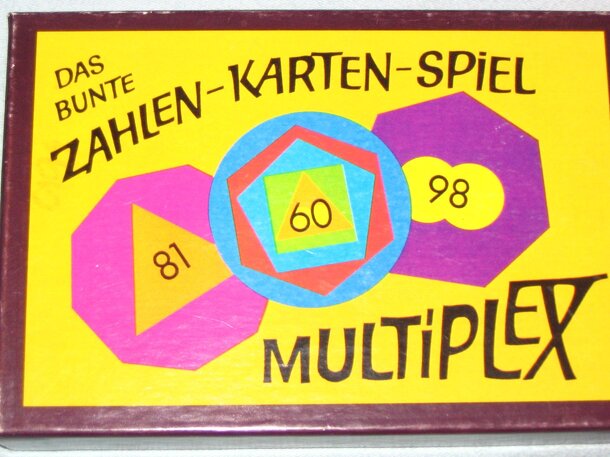 DAS
BUNTE
ZAHLEN-KARTEN-SPiEL
81
60
98
MULTiPLEX